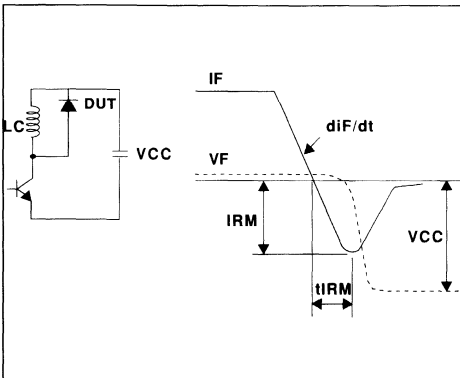 DUT
LC
VCC
IF
diF/dt
VF
IRM
VCC
tIRM